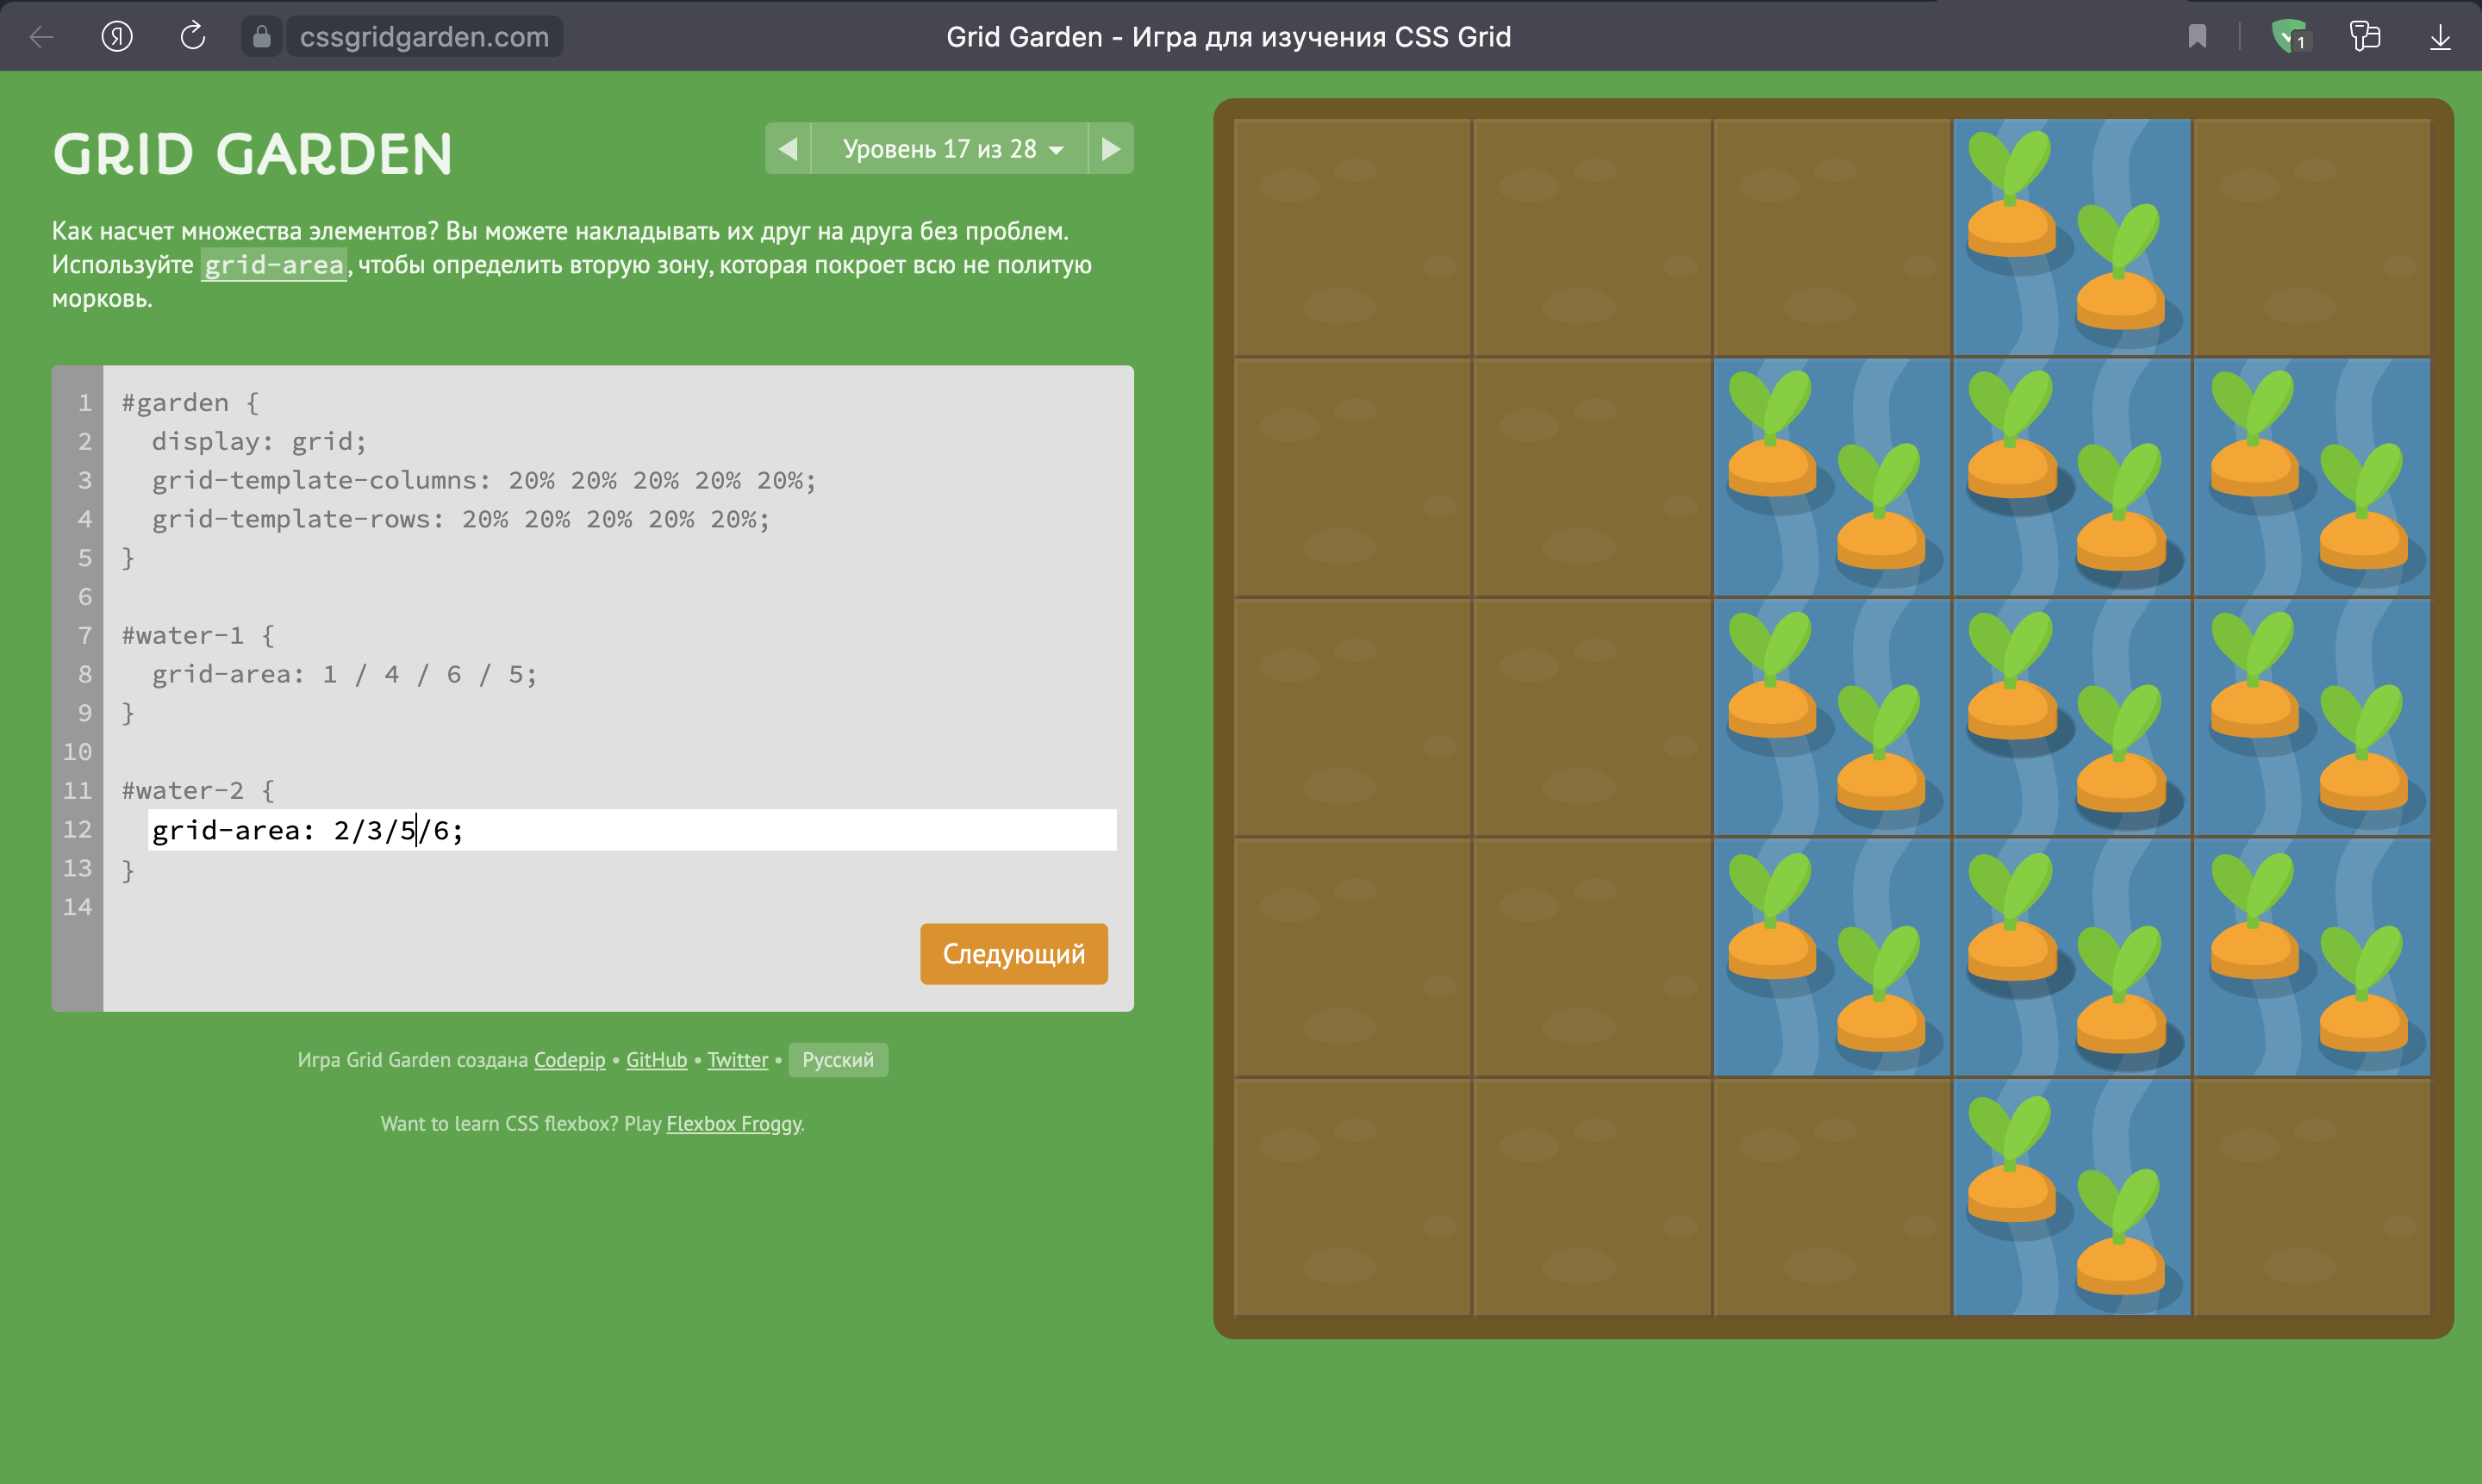 Я
cssgridgarden.com
Grid Garden - Игра для изучения CSS Grid
1
GRID GARDEN
Уровень 17 из 28
Как насчет множества элементов? Вы можете накладывать их друг на друга без проблем.
Используйте grid-area, чтобы определить вторую зону, которая покроет всю не политую
морковь.
1 #garden {
2 display: grid;
3 grid-template-columns: 20% 20% 20% 20% 20%;
4 grid-template-rows: 20% 20% 20% 20% 20%;
5 }
6
7 #water-1 {
8 grid-area: 1 / 4 / 6 / 5;
9 }
10
11 #water-2 {
12 grid-area: 2/3/5/6;
13 }
14
Следующий
Игра Grid Garden создана Codepip • GitHub • Twitter • Русский
Want to learn CSS flexbox? Play Flexbox Froggy.